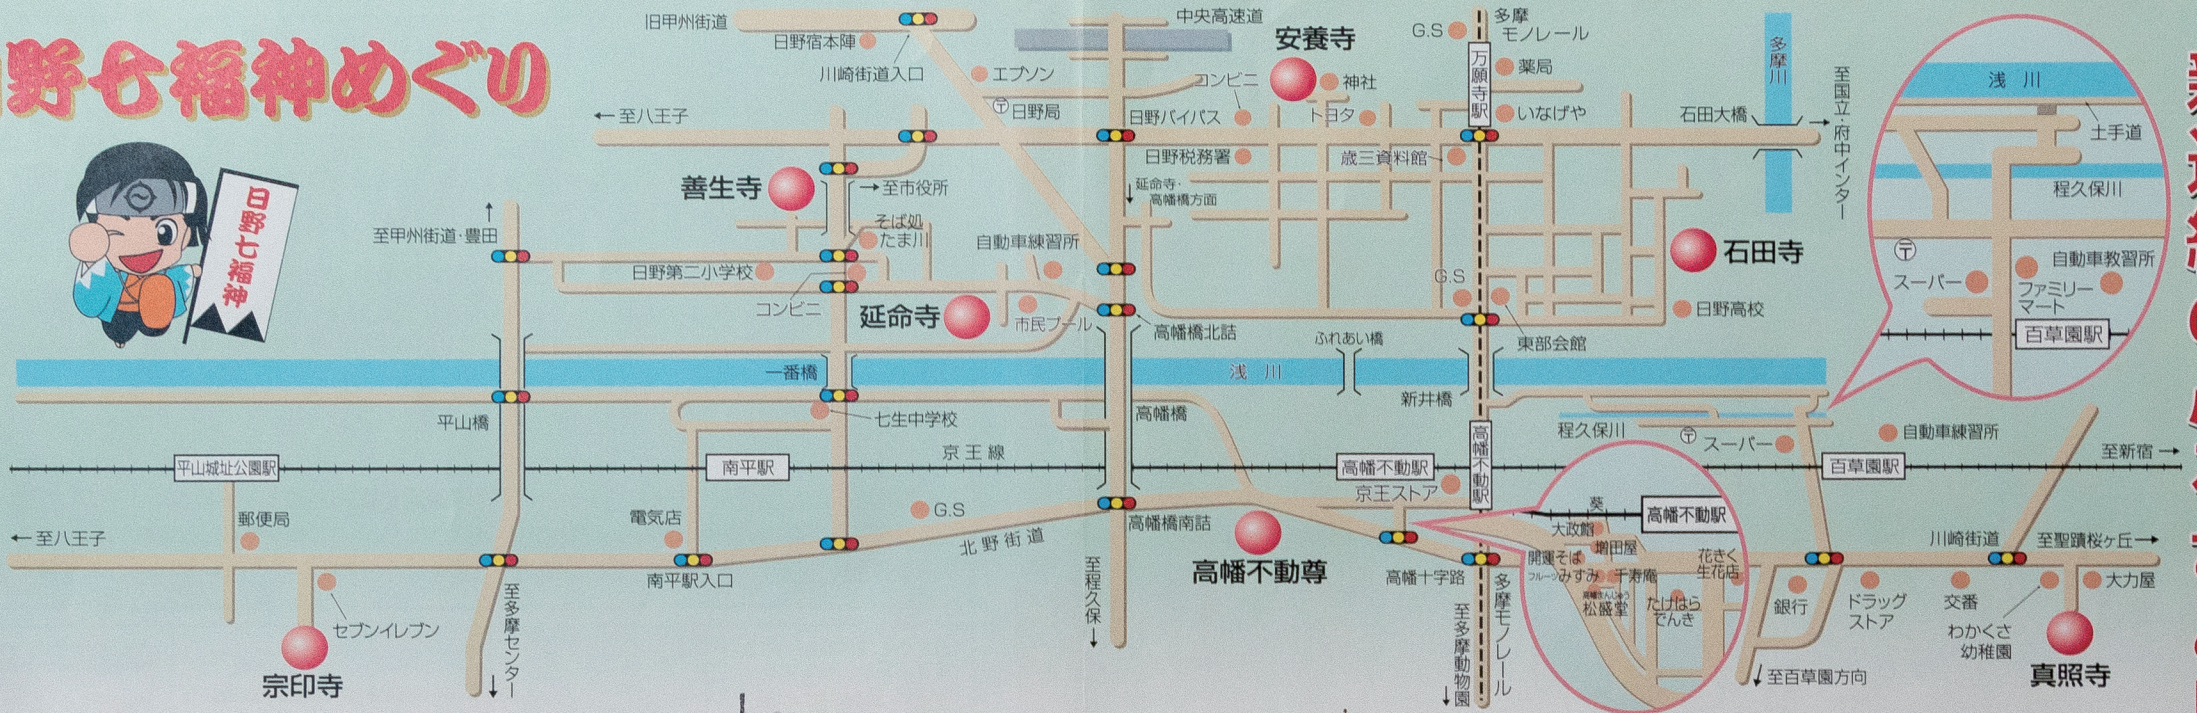 野七福神めぐり
日野七福神
旧甲州街道
日野宿本陣
川崎街道入口
エプソン
〒日野局
中央高速道
安養寺
コンビニ
神社
日野バイパス
トヨタ
日野税務署
歳三資料館
G.S
多摩
モノレール
万願寺駅
薬局
いなげや
石田大橋
多摩川
至国立・府中インター
←至八王子
善生寺
→至市役所
延命寺・
高幡橋方面
石田寺
至甲州街道・豊田
そば処
たま川
日野第二小学校
コンビニ
自動車練習所
延命寺
市民プール
高幡橋北詰
ふれあい橋
G.S
東部会館
日野高校
一番橋
浅川
新井橋
平山橋
七生中学校
高幡橋
程久保川
〒
スーパー
自動車練習所
京王線
平山城址公園駅
南平駅
高幡不動駅
高幡不動駅
百草園駅
至新宿→
京王ストア
←至八王子
郵便局
電気店
G.S
北野街道
高幡橋南詰
南平駅入口
高幡不動尊
高幡十字路
川崎街道
至聖蹟桜ヶ丘→
セブンイレブン
宗印寺
至多摩センター
至程久保
至多摩動物園
多摩モノレール
銀行
ドラッグ
ストア
交番
わかくさ
幼稚園
大力屋
真照寺
至百草園方向
浅川
土手道
程久保川
〒
スーパー
自動車教習所
ファミリー
マート
百草園駅
葵
高幡不動駅
大政鮨
増田屋
開運そば
フルーツみすみ
千寿庵
高幡まんじゅう
松盛堂
たけはら
でんき
花きく
生花店